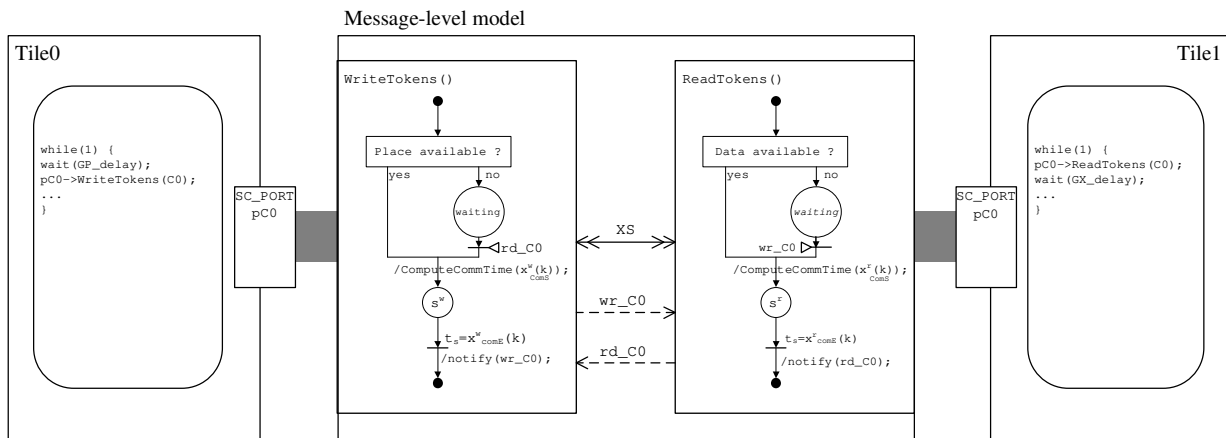 Message-level model
Tile0
while(1) {
wait(GP_delay);
pC0->WriteTokens(C0);
...
}
SC_PORT
pC0
WriteTokens()
Place available ?
yes
no
waiting
rd_C0
/ComputeCommTime(x^w_ComS(k));
s^w
t_s=x^w_comE(k)
/notify(wr_C0);
XS
wr_C0
rd_C0
ReadTokens()
Data available ?
yes
no
waiting
wr_C0
/ComputeCommTime(x^r_ComS(k));
s^r
t_s=x^r_comE(k)
/notify(rd_C0);
Tile1
SC_PORT
pC0
while(1) {
pC0->ReadTokens(C0);
wait(GX_delay);
...
}